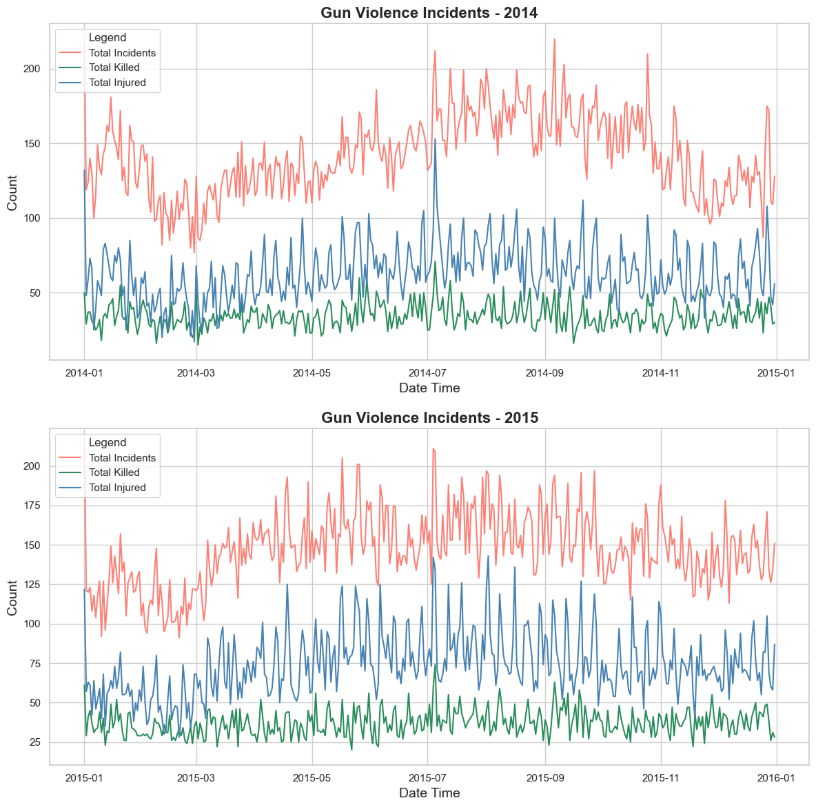 Gun Violence Incidents - 2014
Legend
Total Incidents
Total Killed
Total Injured
200
150
100
50
Count
2014-01 2014-03 2014-05 2014-07 2014-09 2014-11 2015-01
Date Time
Gun Violence Incidents - 2015
Legend
Total Incidents
Total Killed
Total Injured
200
175
150
125
100
75
50
25
Count
2015-01 2015-03 2015-05 2015-07 2015-09 2015-11 2016-01
Date Time